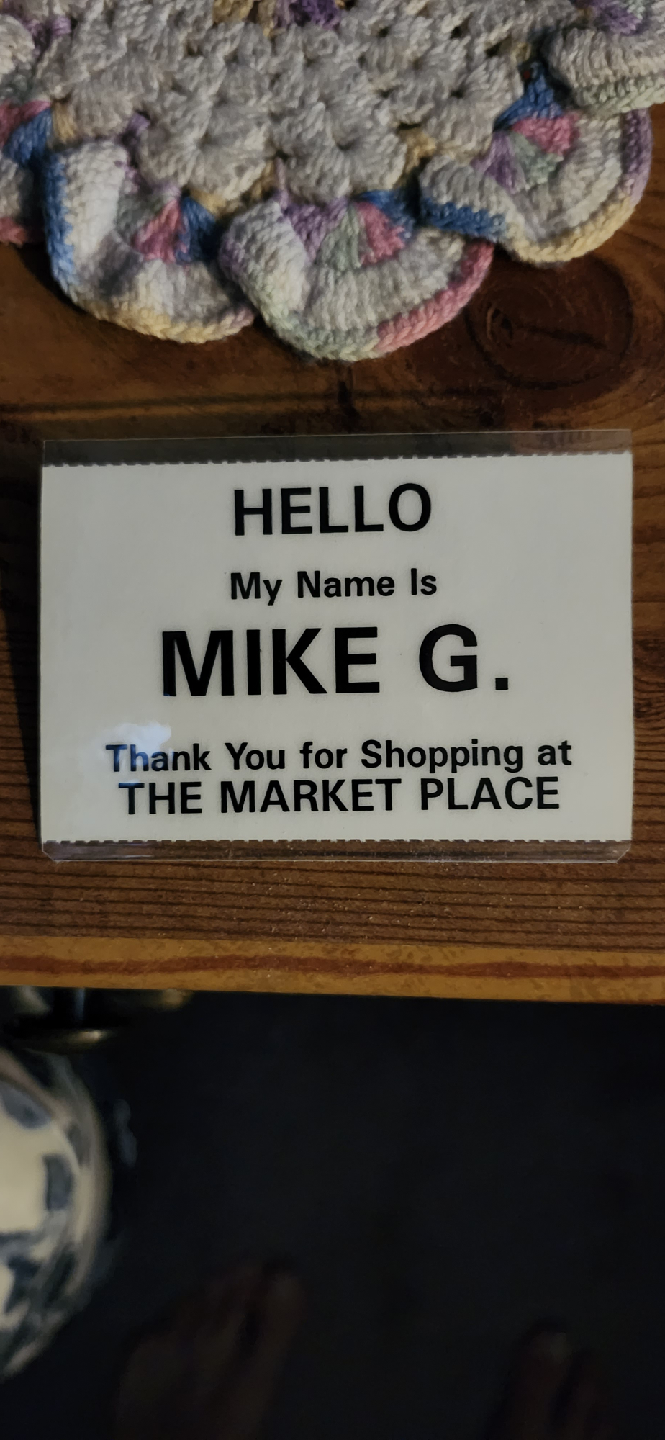 HELLO
My Name Is
MIKE G.
Thank You for Shopping at
THE MARKET PLACE